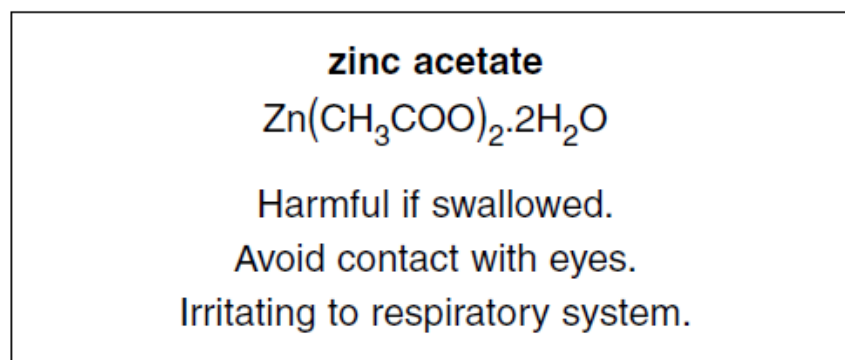 zinc acetate
Zn(CH₃COO)₂.2H₂O
Harmful if swallowed.
Avoid contact with eyes.
Irritating to respiratory system.